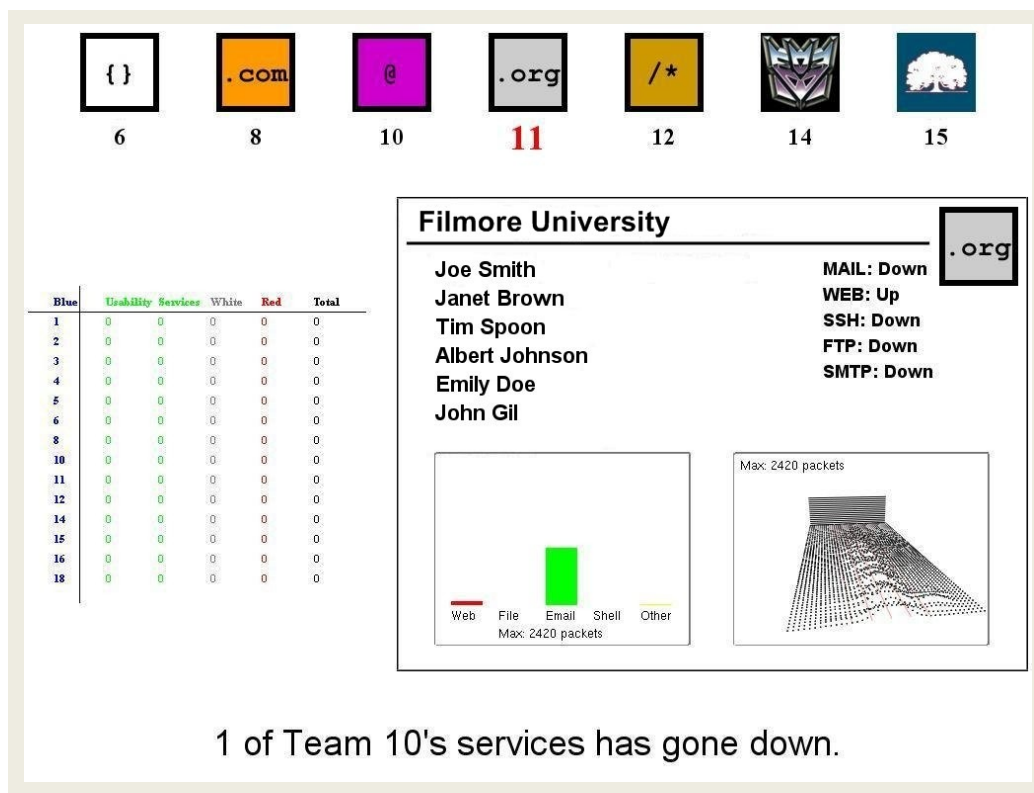 { }
.com
@
.org
/*
6 8 10 11 12 14 15
Filmore University
.org
Joe Smith
Janet Brown
Tim Spoon
Albert Johnson
Emily Doe
John Gil
MAIL: Down
WEB: Up
SSH: Down
FTP: Down
SMTP: Down
Blue Usability Services White Red Total
1 0 0 0 0 0
2 0 0 0 0 0
3 0 0 0 0 0
4 0 0 0 0 0
5 0 0 0 0 0
6 0 0 0 0 0
8 0 0 0 0 0
10 0 0 0 0 0
11 0 0 0 0 0
12 0 0 0 0 0
14 0 0 0 0 0
15 0 0 0 0 0
16 0 0 0 0 0
18 0 0 0 0 0
Web File Email Shell Other
Max: 2420 packets
Max: 2420 packets
1 of Team 10's services has gone down.